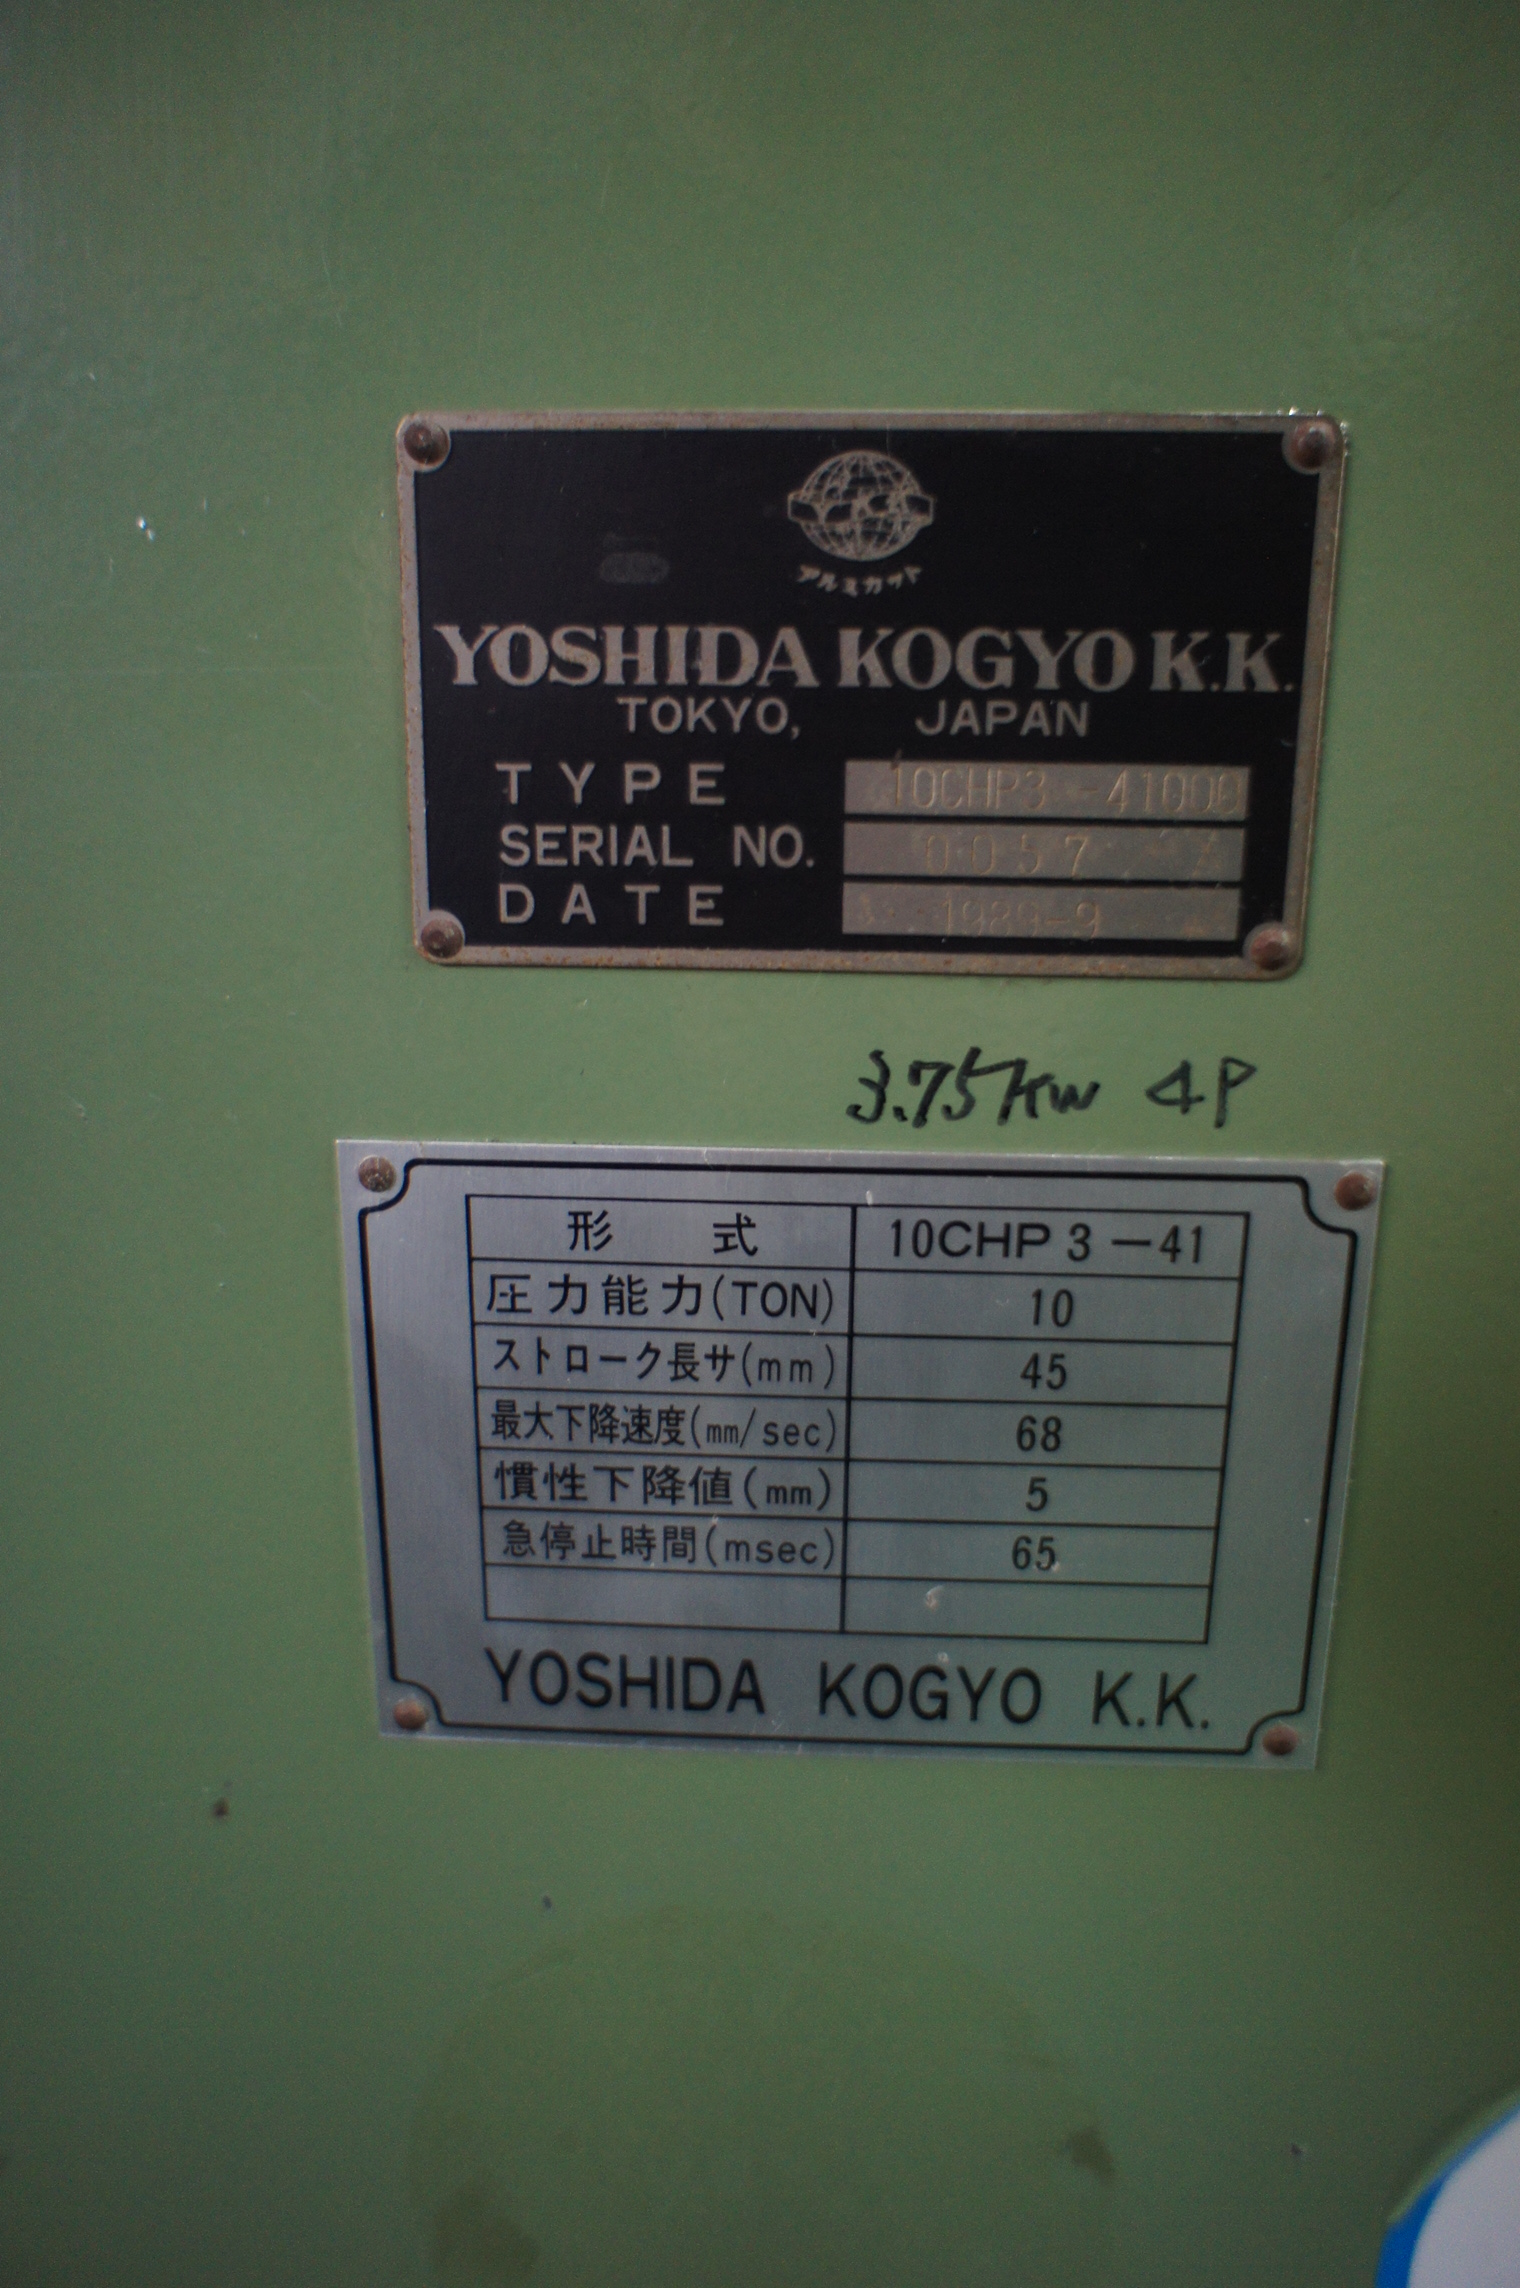 YKK
アルミカット
YOSHIDA KOGYO K.K.
TOKYO, JAPAN
TYPE 10CHP3-41000
SERIAL NO. 0057
DATE 1989-9
3.75KW 4P
形式 10CHP3-41
圧力能力(TON) 10
ストローク長サ(mm) 45
最大下降速度(mm/sec) 68
慣性下降値(mm) 5
急停止時間(msec) 65
YOSHIDA KOGYO K.K.